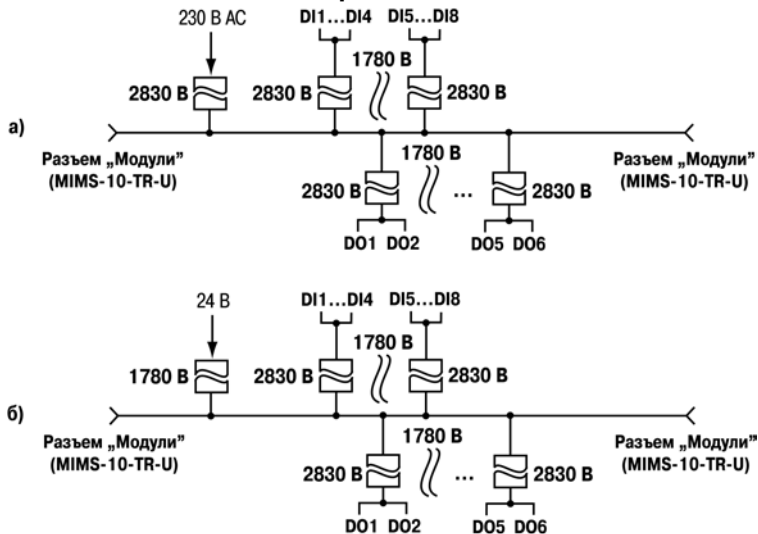 230 В AC DI1...DI4 DI5...DI8
1780 В
2830 В 2830 В 2830 В
а)
Разъем „Модули” 1780 В Разъем „Модули”
(MIMS-10-TR-U) (MIMS-10-TR-U)
2830 В ... 2830 В
DO1 DO2 DO5 DO6
24 В DI1...DI4 DI5...DI8
1780 В
1780 В 2830 В 2830 В
б)
Разъем „Модули” 1780 В Разъем „Модули”
(MIMS-10-TR-U) (MIMS-10-TR-U)
2830 В ... 2830 В
DO1 DO2 DO5 DO6